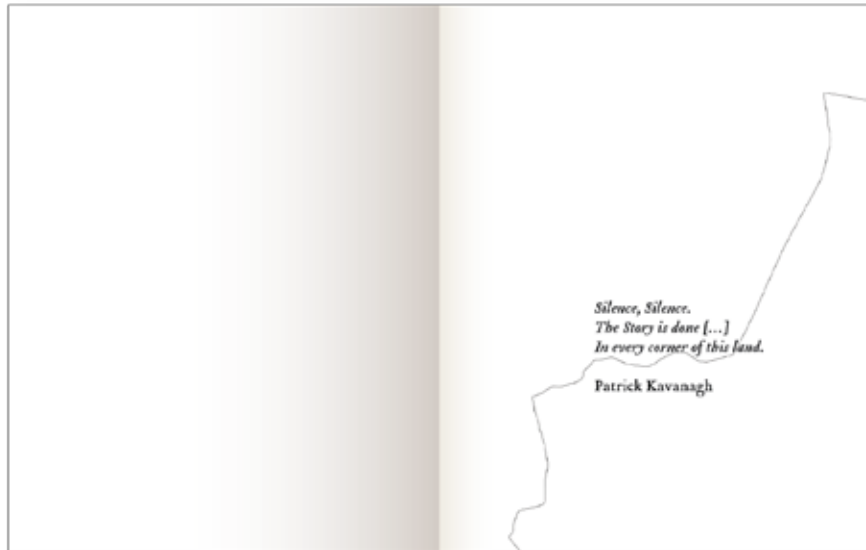 Silence, Silence.
The Story is done [...]
In every corner of this land.
Patrick Kavanagh